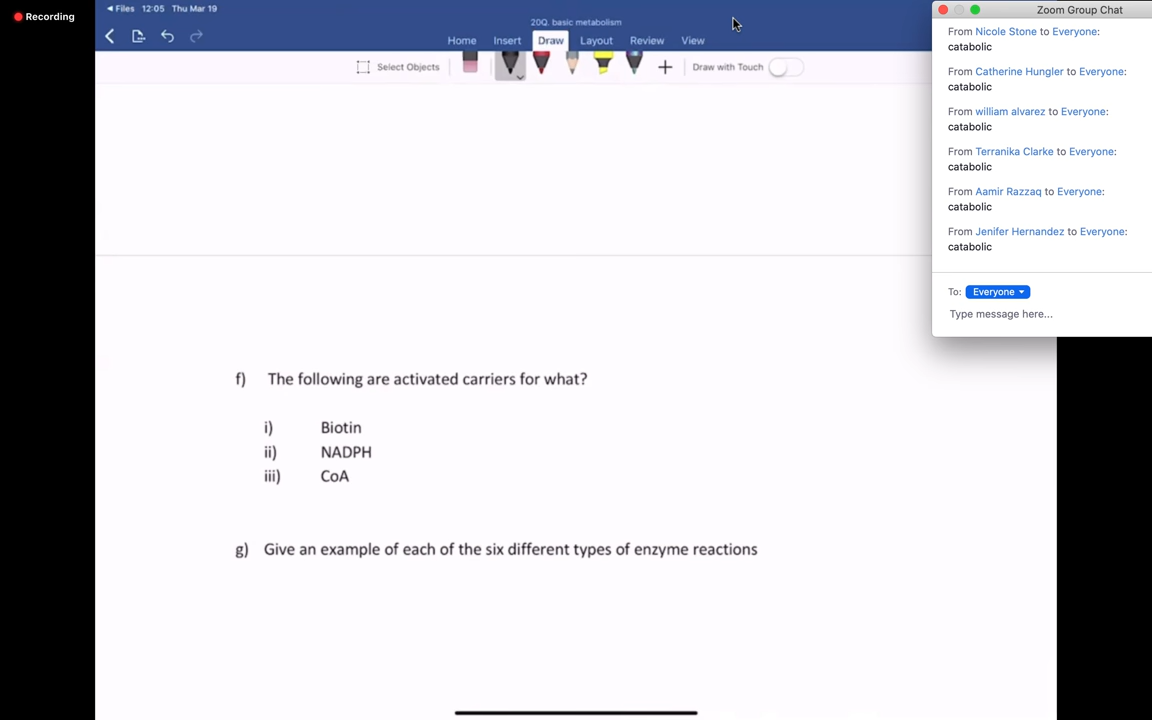 Recording
Files 12:05 Thu Mar 19
20Q. basic metabolism
Home Insert Draw Layout Review View
Select Objects
Draw with Touch
f) The following are activated carriers for what?
i) Biotin
ii) NADPH
iii) CoA
g) Give an example of each of the six different types of enzyme reactions
Zoom Group Chat
From Nicole Stone to Everyone:
catabolic
From Catherine Hungler to Everyone:
catabolic
From william alvarez to Everyone:
catabolic
From Terranika Clarke to Everyone:
catabolic
From Aamir Razzaq to Everyone:
catabolic
From Jenifer Hernandez to Everyone:
catabolic
To: Everyone
Type message here...